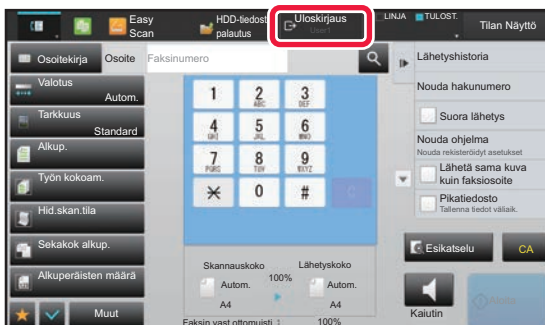 Easy
Scan
HDD-tiedost
palautus
Uloskirjaus
User1
LINJA
TULOST.
Tilan Näyttö
Osoitekirja
Osoite
Faksinumero
Valotus
Autom.
Tarkkuus
Standard
Alkup.
Työn kokoam.
Hid.skan.tila
Sekakok alkup.
Alkuperäisten määrä
Muut
1
2
ABC
3
DEF
4
GHI
5
JKL
6
MNO
7
PQRS
8
TUV
9
WXYZ
0
#
C
Skannauskoko
Lähetyskoko
100%
Autom.
Autom.
A4
A4
Faksin vast ottomuisti :
100%
Lähetyshistoria
Nouda hakunumero
Suora lähetys
Nouda ohjelma
Nouda rekisteröidyt asetukset
Lähetä sama kuva
kuin faksiosoite
Pikatiedosto
Tallenna tiedot väliaik.
Esikatselu
CA
Kaiutin
Aloita